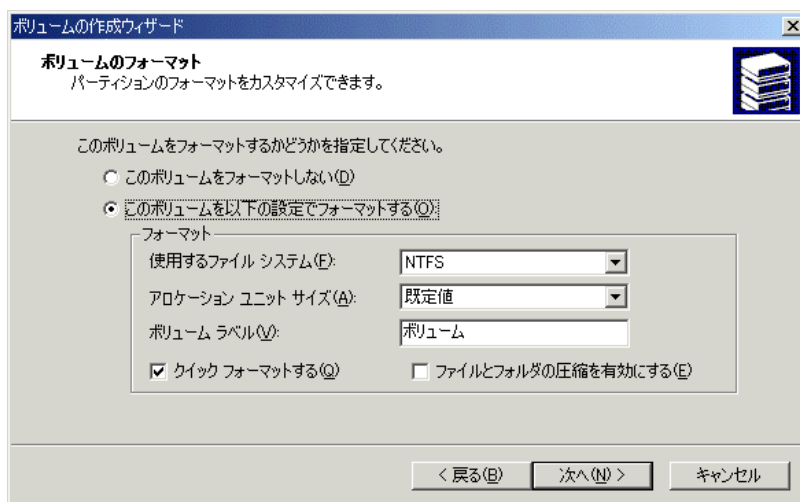 ボリュームの作成ウィザード
ボリュームのフォーマット
パーティションのフォーマットをカスタマイズできます。
このボリュームをフォーマットするかどうかを指定してください。
このボリュームをフォーマットしない(D)
このボリュームを以下の設定でフォーマットする(O):
フォーマット
使用するファイル システム(F): NTFS
アロケーション ユニット サイズ(A): 既定値
ボリューム ラベル(V): ボリューム
クイック フォーマットする(Q) ファイルとフォルダの圧縮を有効にする(E)
< 戻る(B) 次へ(N) > キャンセル